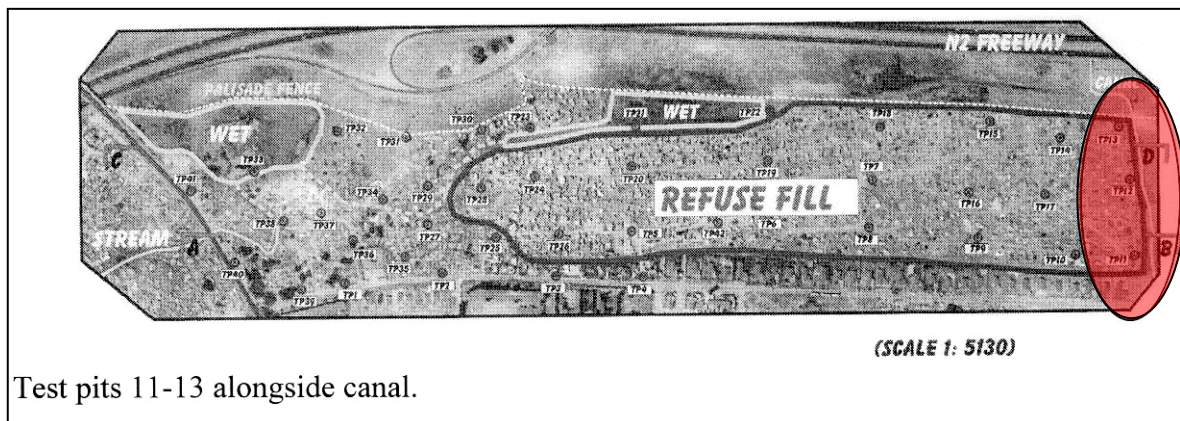 N2 FREEWAY
PALISADE FENCE
WET
WET
TP32
TP31
TP30
TP23
TP21
TP22
TP18
TP15
TP14
TP13
C
TP41
TP33
TP34
TP29
TP28
TP24
TP20
TP19
TP7
TP16
TP17
TP12
D
REFUSE FILL
STREAM
A
TP38
TP37
TP36
TP35
TP27
TP25
TP26
TP5
TP42
TP6
TP8
TP9
TP10
TP11
B
TP40
TP39
TP1
TP2
TP3
TP4
(SCALE 1: 5130)
Test pits 11-13 alongside canal.